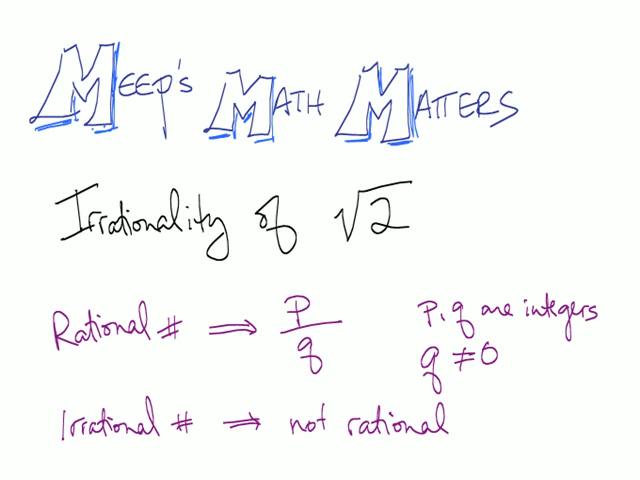 MEEP'S MATH MATTERS
Irrationality of √2
Rational # ⇒ P/q P, q are integers
q ≠ 0
Irrational # ⇒ not rational